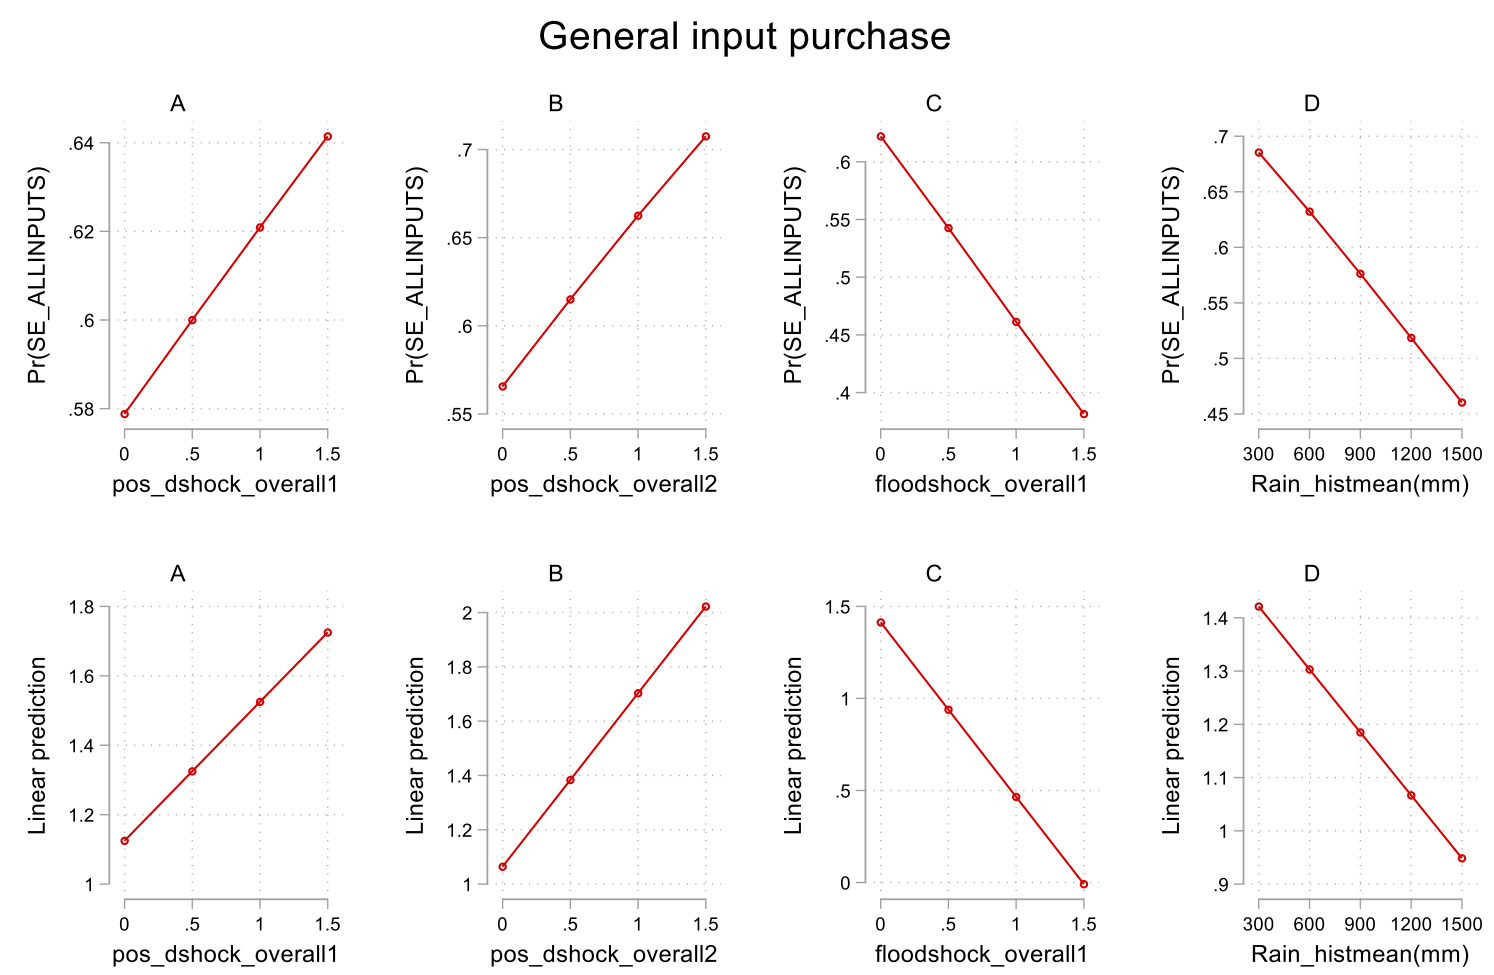 General input purchase
A
Pr(SE_ALLINPUTS)
.64
.62
.6
.58
0 .5 1 1.5
pos_dshock_overall1
B
Pr(SE_ALLINPUTS)
.7
.65
.6
.55
0 .5 1 1.5
pos_dshock_overall2
C
Pr(SE_ALLINPUTS)
.6
.55
.5
.45
.4
0 .5 1 1.5
floodshock_overall1
D
Pr(SE_ALLINPUTS)
.7
.65
.6
.55
.5
.45
300 600 900 1200 1500
Rain_histmean(mm)
A
Linear prediction
1.8
1.6
1.4
1.2
1
0 .5 1 1.5
pos_dshock_overall1
B
Linear prediction
2
1.8
1.6
1.4
1.2
1
0 .5 1 1.5
pos_dshock_overall2
C
Linear prediction
1.5
1
.5
0
0 .5 1 1.5
floodshock_overall1
D
Linear prediction
1.4
1.3
1.2
1.1
1
.9
300 600 900 1200 1500
Rain_histmean(mm)